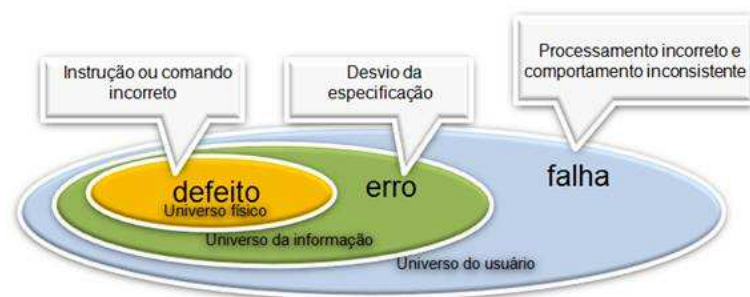 Instrução ou comando
incorreto
Desvio da
especificação
Processamento incorreto e
comportamento inconsistente
defeito
Universo físico
erro
Universo da informação
falha
Universo do usuário